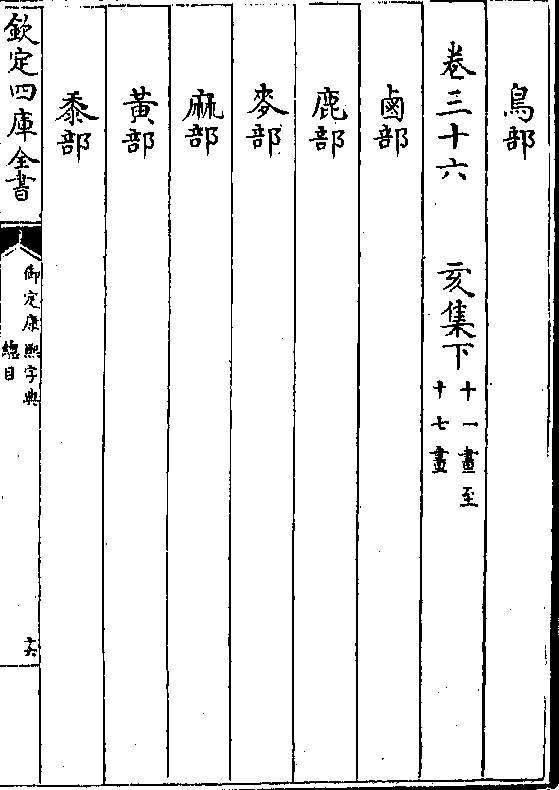 鳥部
卷三十六　亥集下 十一畫至
十七畫
鹵部
鹿部
麥部
麻部
黃部
黍部
欽定四庫全書
御定康熙字典
總目
十六